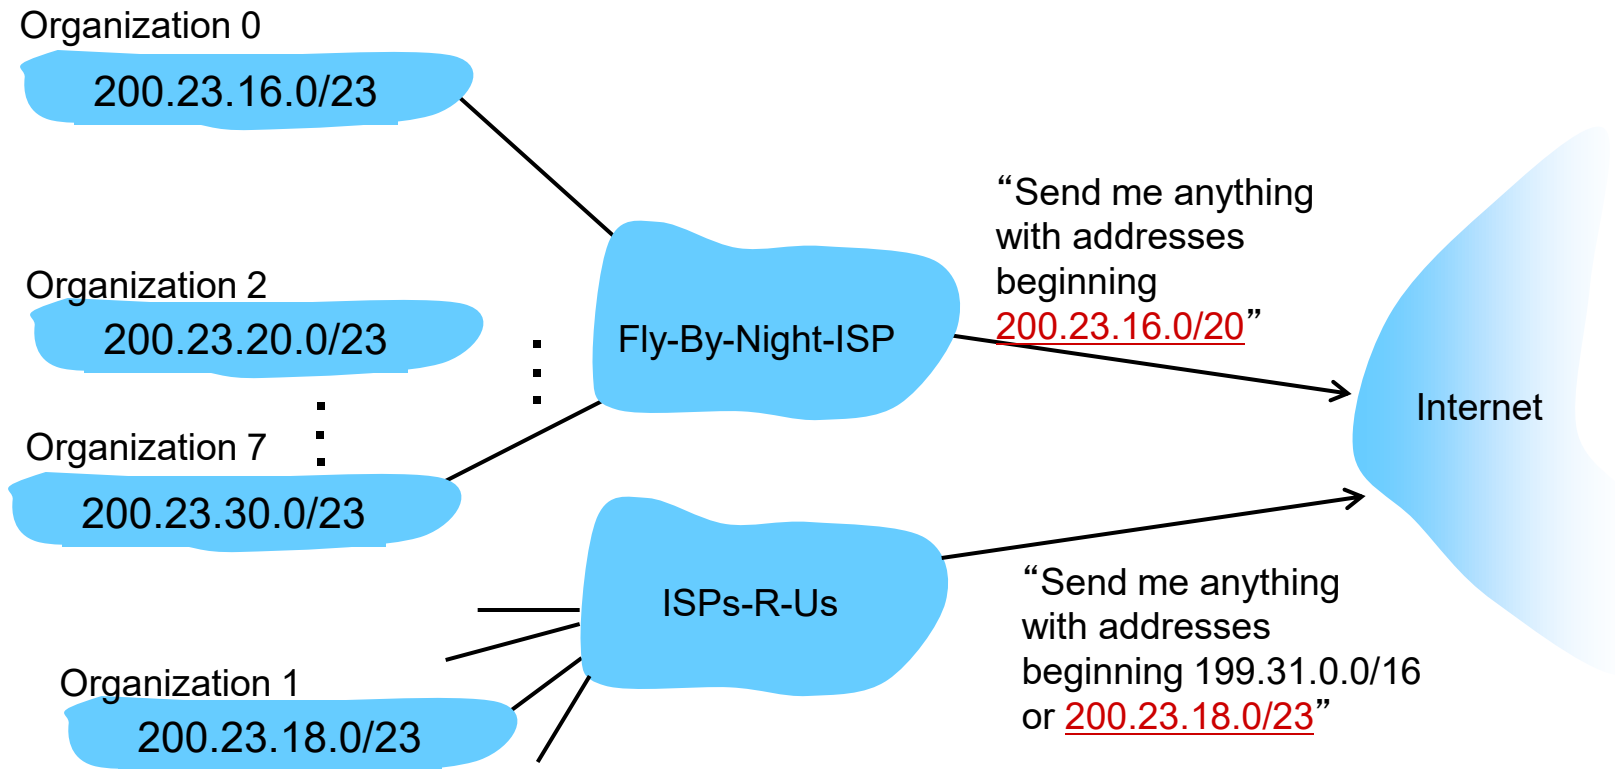 Organization 0
200.23.16.0/23
Organization 2
200.23.20.0/23
Organization 7
200.23.30.0/23
Fly-By-Night-ISP
“Send me anything
with addresses
beginning
200.23.16.0/20”
Internet
ISPs-R-Us
Organization 1
200.23.18.0/23
“Send me anything
with addresses
beginning 199.31.0.0/16
or 200.23.18.0/23”